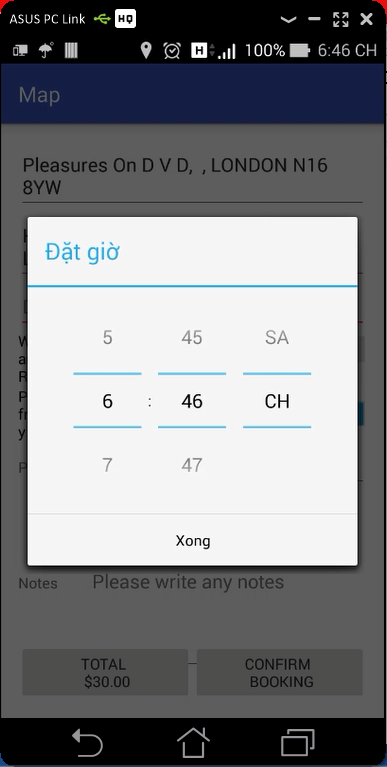 ASUS PC Link HQ
H 100% 6:46 CH
Map
Pleasures On D V D, , LONDON N16
8YW
Đặt giờ
5 45 SA
6 : 46 CH
7 47
Xong
Notes Please write any notes
TOTAL
$30.00
CONFIRM
BOOKING